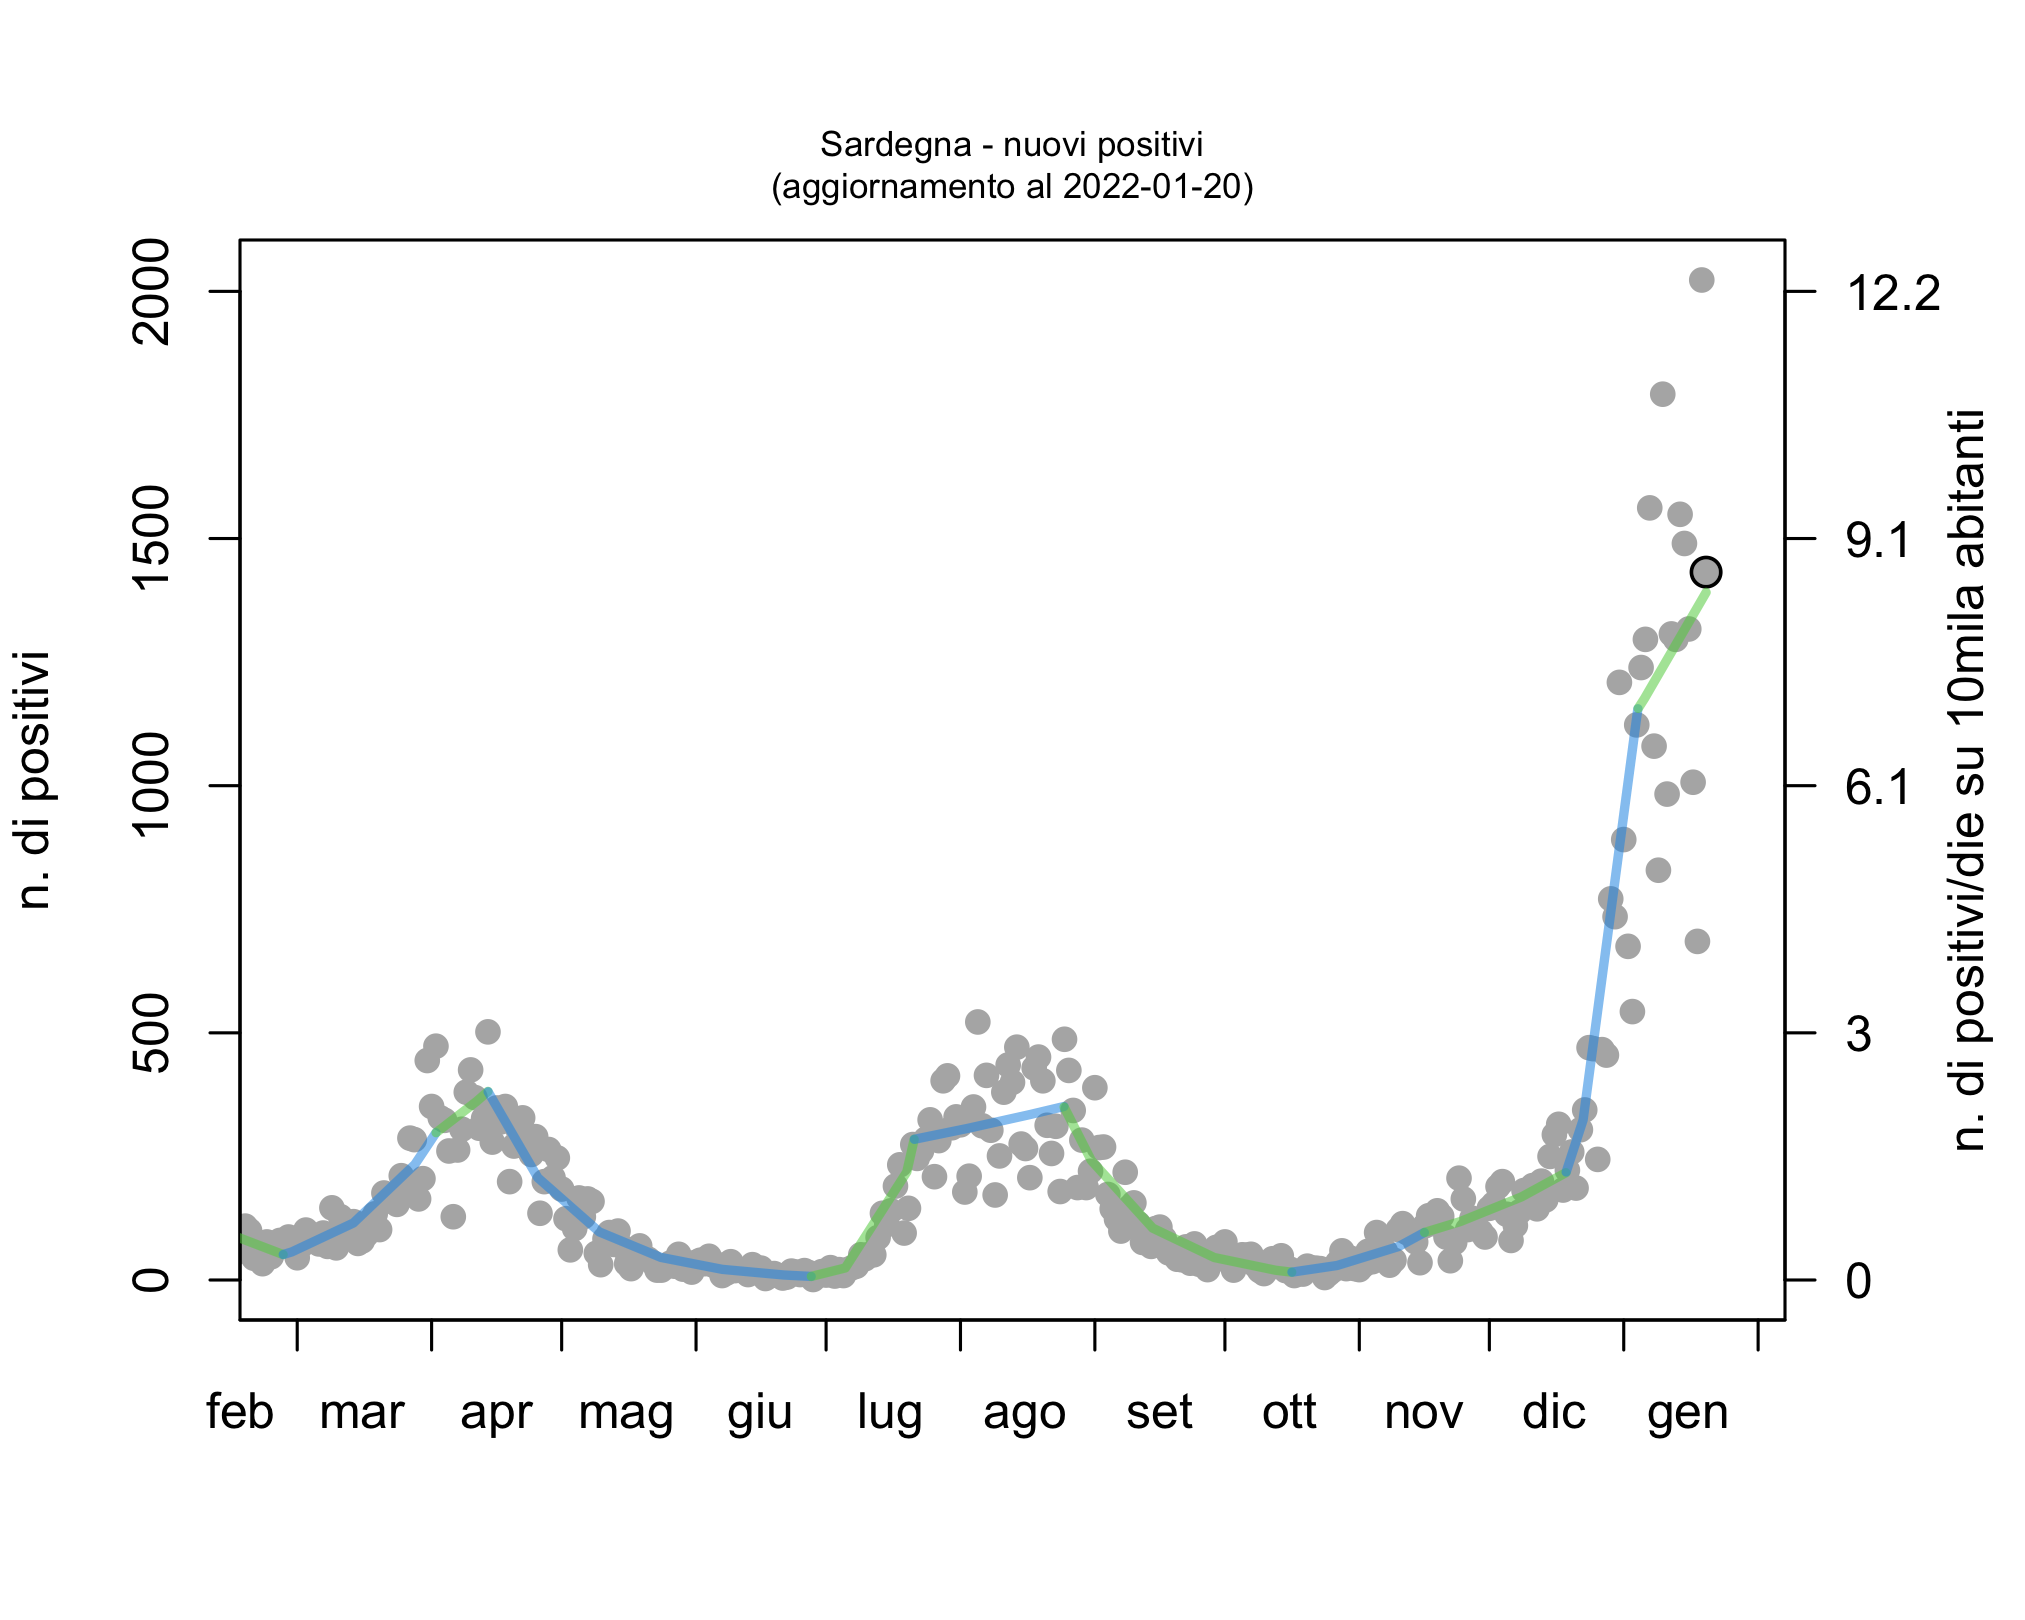 Sardegna - nuovi positivi
(aggiornamento al 2022-01-20)
n. di positivi
2000
1500
1000
500
0
12.2
9.1
6.1
3
0
n. di positivi/die su 10mila abitanti
feb mar apr mag giu lug ago set ott nov dic gen